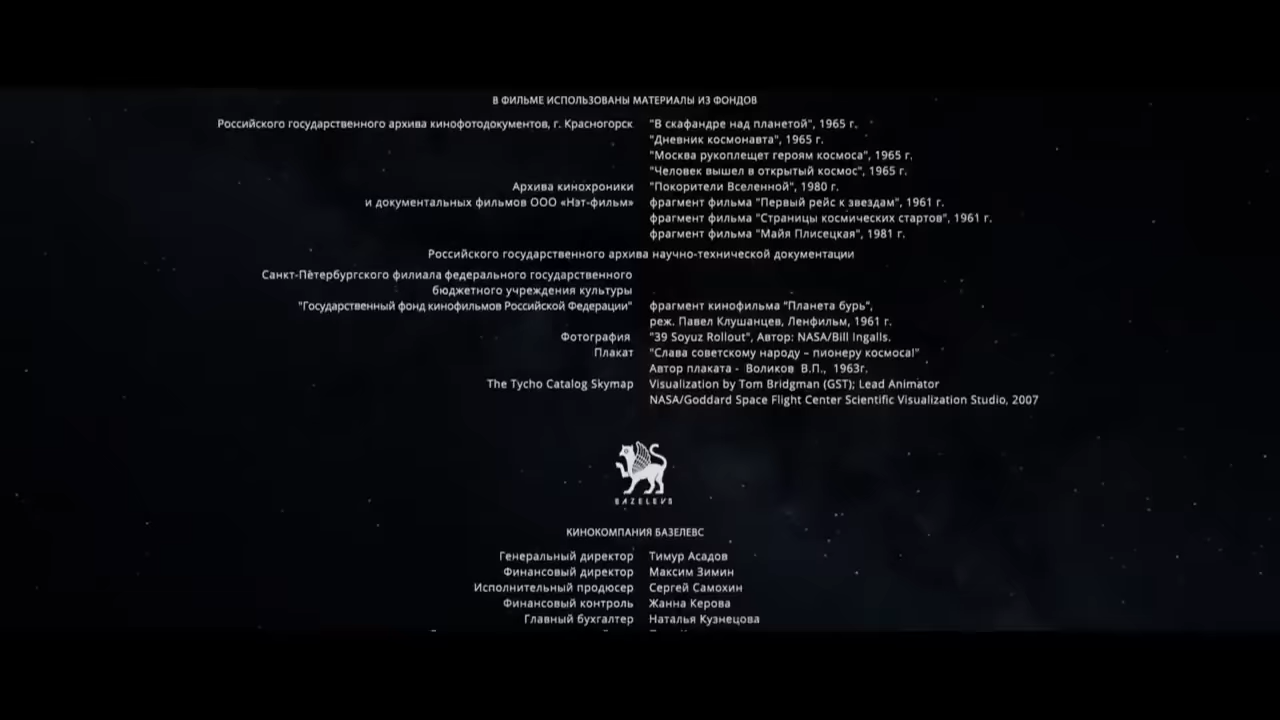 В ФИЛЬМЕ ИСПОЛЬЗОВАНЫ МАТЕРИАЛЫ ИЗ ФОНДОВ
Российского государственного архива кинофотодокументов, г. Красногорск "В скафандре над планетой", 1965 г.
"Дневник космонавта", 1965 г.
"Москва рукоплещет героям космоса", 1965 г.
"Человек вышел в открытый космос", 1965 г.
Архива кинохроники "Покорители Вселенной", 1980 г.
и документальных фильмов ООО «Нэт-фильм» фрагмент фильма "Первый рейс к звездам", 1961 г.
фрагмент фильма "Страницы космических стартов", 1961 г.
фрагмент фильма "Майя Плисецкая", 1981 г.
Российского государственного архива научно-технической документации
Санкт-Петербургского филиала федерального государственного
бюджетного учреждения культуры
"Государственный фонд кинофильмов Российской Федерации" фрагмент кинофильма "Планета бурь",
реж. Павел Клушанцев, Ленфильм, 1961 г.
Фотография "39 Soyuz Rollout", Автор: NASA/Bill Ingalls.
Плакат "Слава советскому народу – пионеру космоса!"
Автор плаката - Воликов В.П., 1963г.
The Tycho Catalog Skymap Visualization by Tom Bridgman (GST); Lead Animator
NASA/Goddard Space Flight Center Scientific Visualization Studio, 2007
BAZELEVS
КИНОКОМПАНИЯ БАЗЕЛЕВС
Генеральный директор Тимур Асадов
Финансовый директор Максим Зимин
Исполнительный продюсер Сергей Самохин
Финансовый контроль Жанна Керова
Главный бухгалтер Наталья Кузнецова